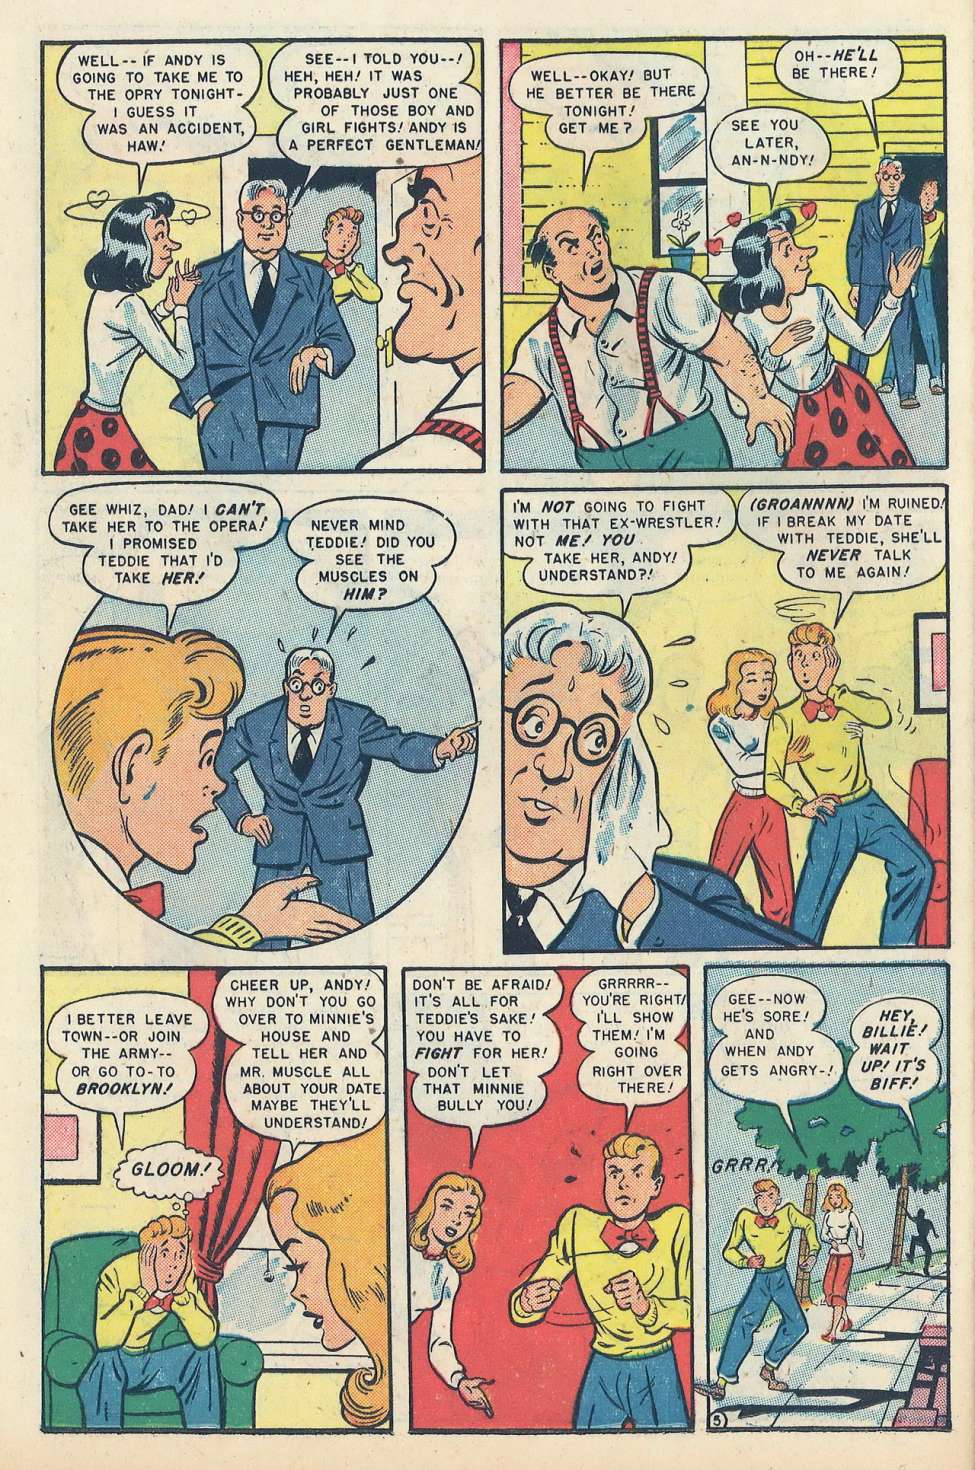 WELL-- IF ANDY IS
GOING TO TAKE ME TO
THE OPRY TONIGHT-
I GUESS IT
WAS AN ACCIDENT,
HAW!
SEE--I TOLD YOU--!
HEH, HEH! IT WAS
PROBABLY JUST ONE
OF THOSE BOY AND
GIRL FIGHTS! ANDY IS
A PERFECT GENTLEMAN!
WELL--OKAY! BUT
HE BETTER BE THERE
TONIGHT!
GET ME?
SEE YOU
LATER,
AN-N-NDY!
OH--HE'LL
BE THERE!
GEE WHIZ, DAD! I CAN'T
TAKE HER TO THE OPERA!
I PROMISED
TEDDIE THAT I'D
TAKE HER!
NEVER MIND
TEDDIE! DID YOU
SEE THE
MUSCLES ON
HIM?
I'M NOT GOING TO FIGHT
WITH THAT EX-WRESTLER!
NOT ME! YOU
TAKE HER, ANDY!
UNDERSTAND?!
(GROANNNN) I'M RUINED!
IF I BREAK MY DATE
WITH TEDDIE, SHE'LL
NEVER TALK
TO ME AGAIN!
I BETTER LEAVE
TOWN--OR JOIN
THE ARMY--
OR GO TO-TO
BROOKLYN!
GLOOM!
CHEER UP, ANDY!
WHY DON'T YOU GO
OVER TO MINNIE'S
HOUSE AND
TELL HER AND
MR. MUSCLE ALL
ABOUT YOUR DATE.
MAYBE THEY'LL
UNDERSTAND!
DON'T BE AFRAID!
IT'S ALL FOR
TEDDIE'S SAKE!
YOU HAVE TO
FIGHT FOR HER!
DON'T LET
THAT MINNIE
BULLY YOU!
GRRRRR--
YOU'RE RIGHT!
I'LL SHOW
THEM! I'M
GOING
RIGHT OVER
THERE!
GEE--NOW
HE'S SORE!
AND
WHEN ANDY
GETS ANGRY-!
HEY,
BILLIE!
WAIT
UP! IT'S
BIFF!
GRRR!
5